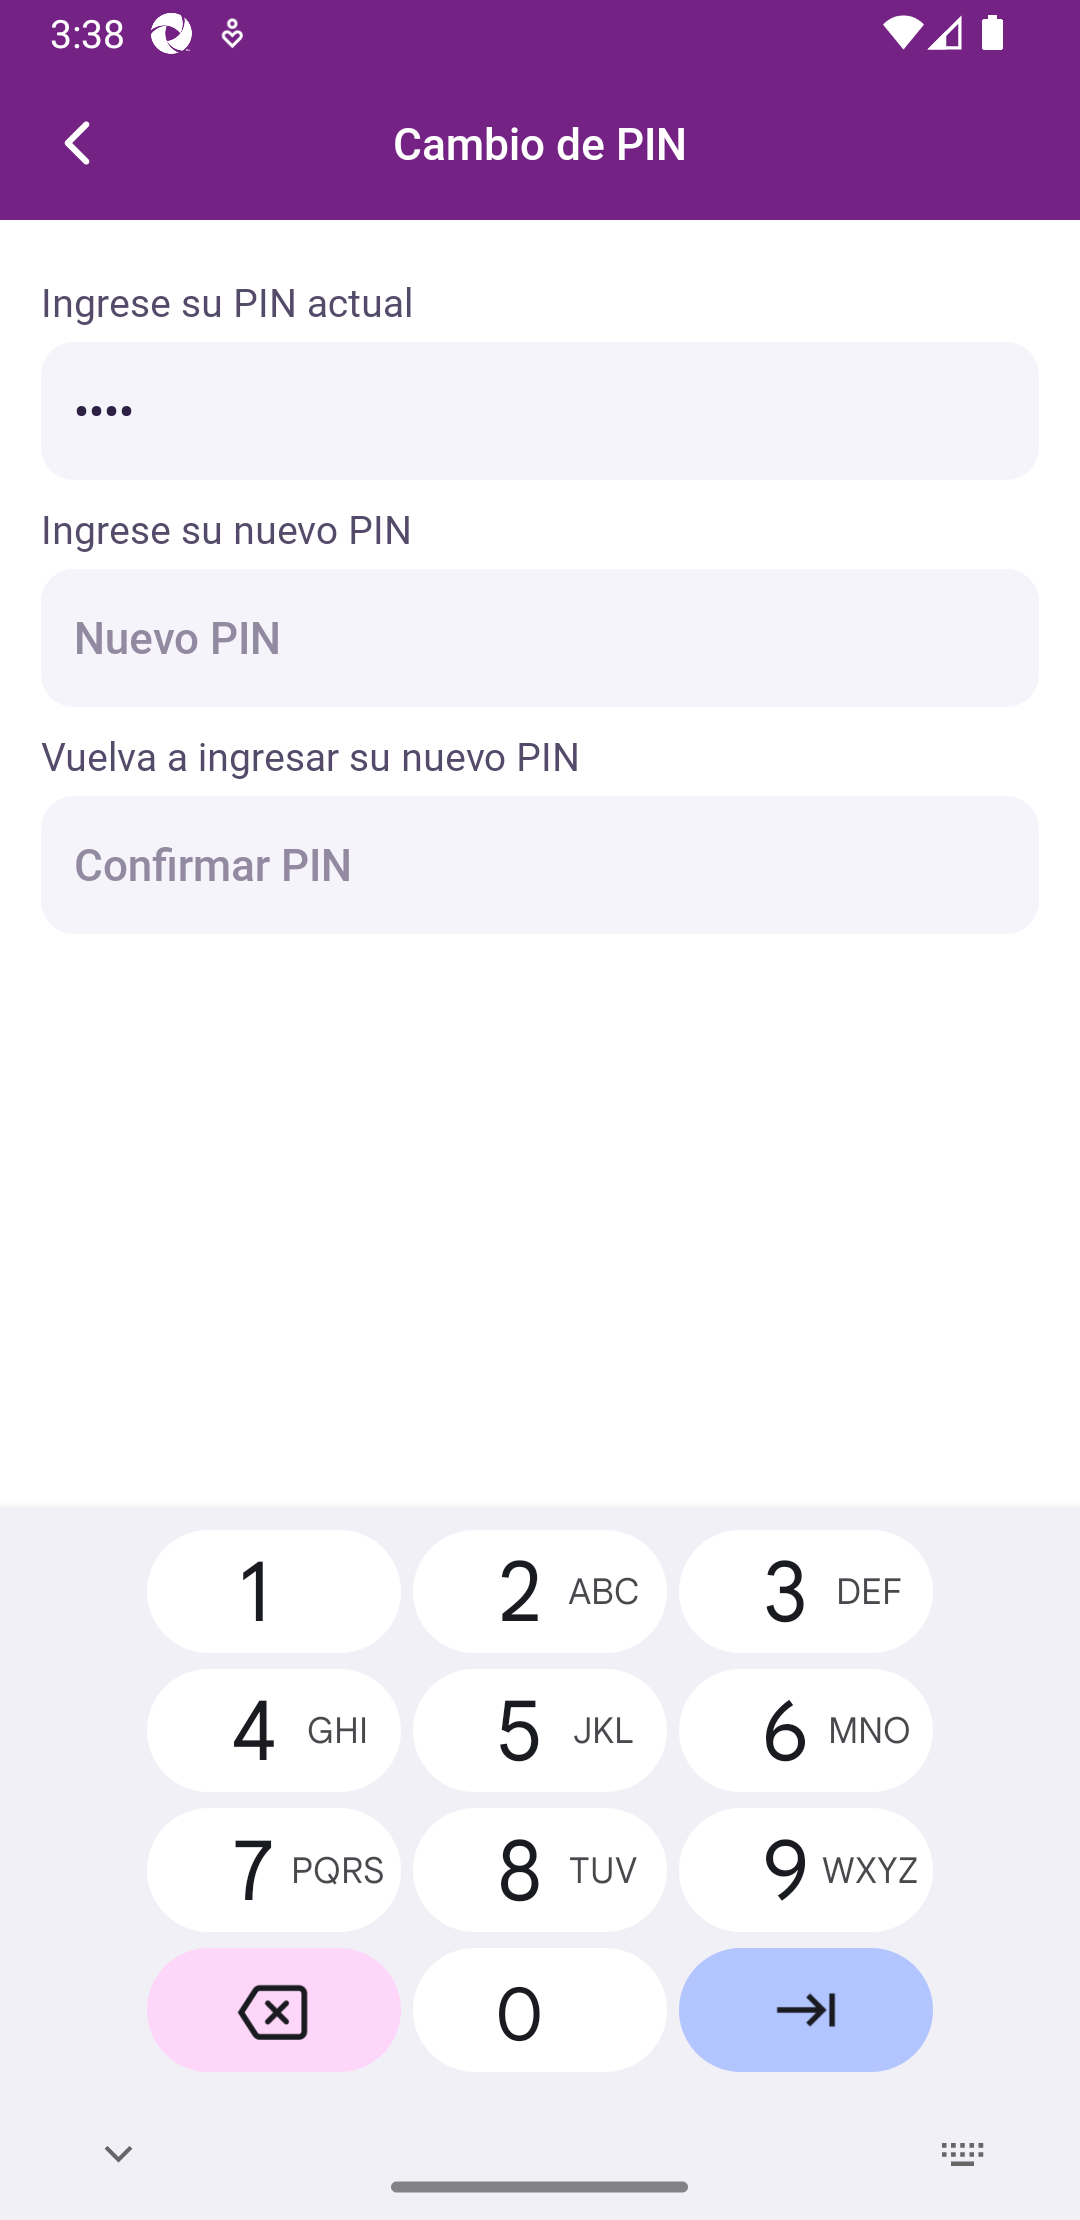 3:38
Cambio de PIN
Ingrese su PIN actual
••••
Ingrese su nuevo PIN
Nuevo PIN
Vuelva a ingresar su nuevo PIN
Confirmar PIN
1
2 ABC
3 DEF
4 GHI
5 JKL
6 MNO
7 PQRS
8 TUV
9 WXYZ
0